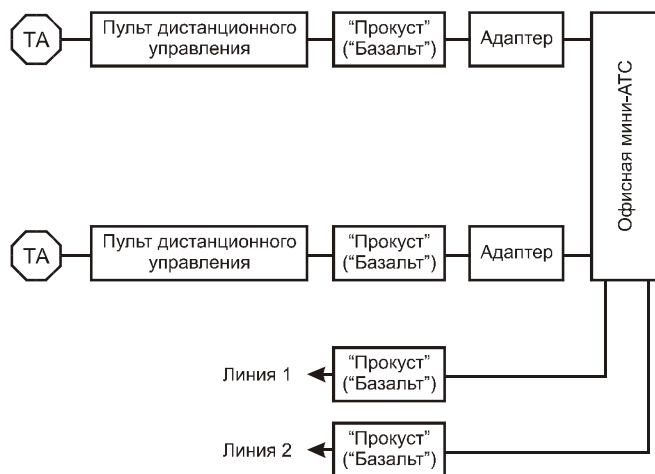 ТА
Пульт дистанционного
управления
“Прокуст”
(“Базальт”)
Адаптер
Офисная мини-АТС
ТА
Пульт дистанционного
управления
“Прокуст”
(“Базальт”)
Адаптер
Линия 1
“Прокуст”
(“Базальт”)
Линия 2
“Прокуст”
(“Базальт”)